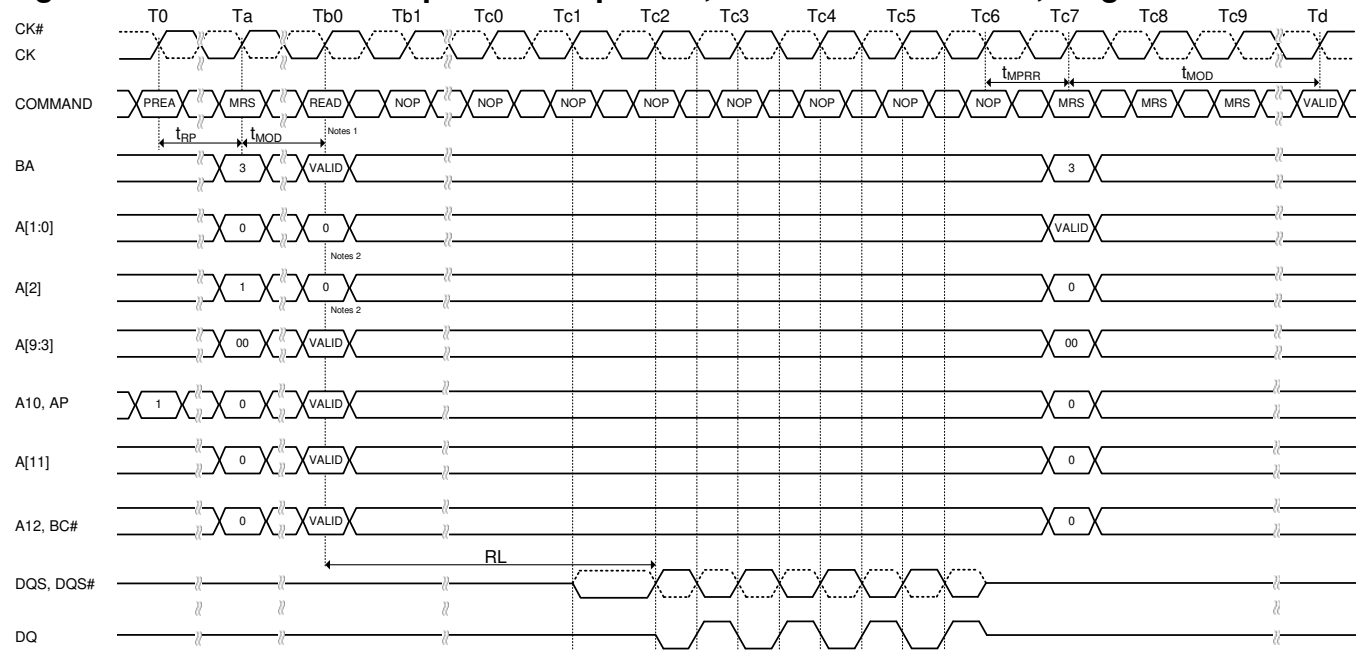 T0 Ta Tb0 Tb1 Tc0 Tc1 Tc2 Tc3 Tc4 Tc5 Tc6 Tc7 Tc8 Tc9 Td
CK#
CK
tMPRR tMOD
COMMAND PREA MRS READ NOP NOP NOP NOP NOP NOP NOP NOP MRS MRS MRS VALID
tRP tMOD Notes 1
BA 3 VALID 3
A[1:0] 0 0 VALID
Notes 2
A[2] 1 0 0
Notes 2
A[9:3] 00 VALID 00
A10, AP 1 0 VALID 0
A[11] 0 VALID 0
A12, BC# 0 VALID 0
RL
DQS, DQS#
DQ